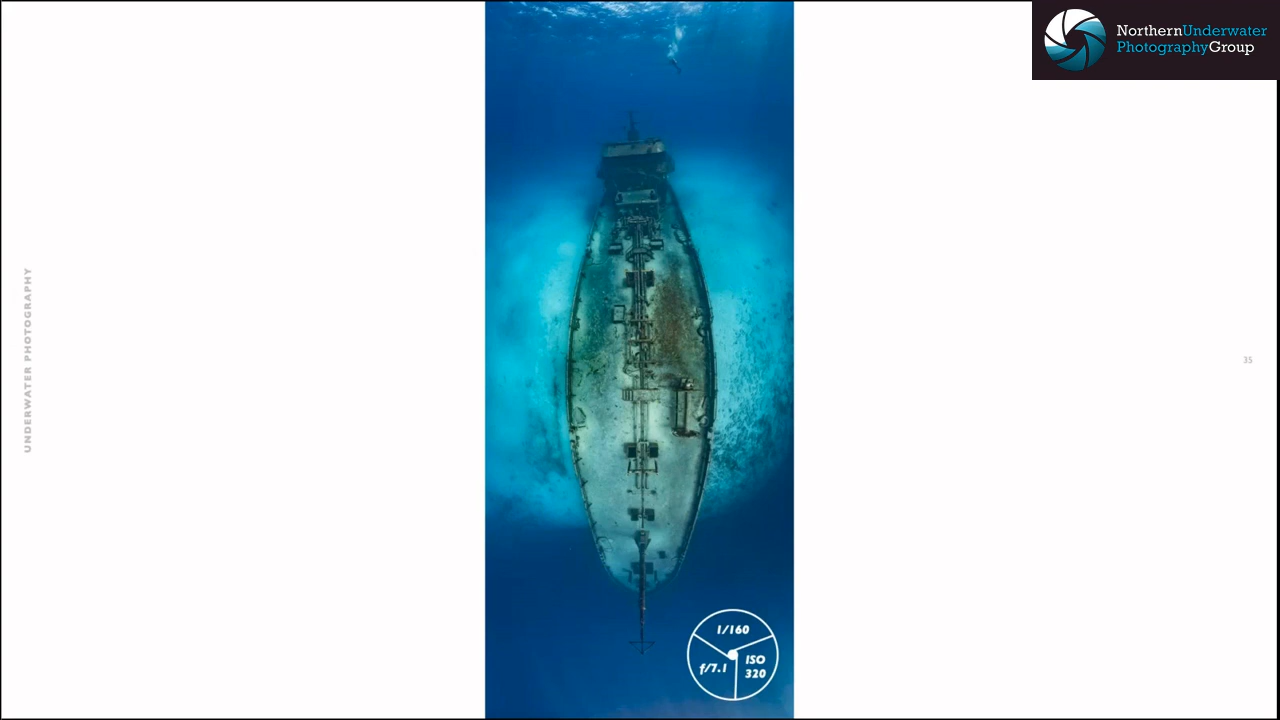 NorthernUnderwater
PhotographyGroup
UNDERWATER PHOTOGRAPHY
35
1/160
f/7.1
ISO
320